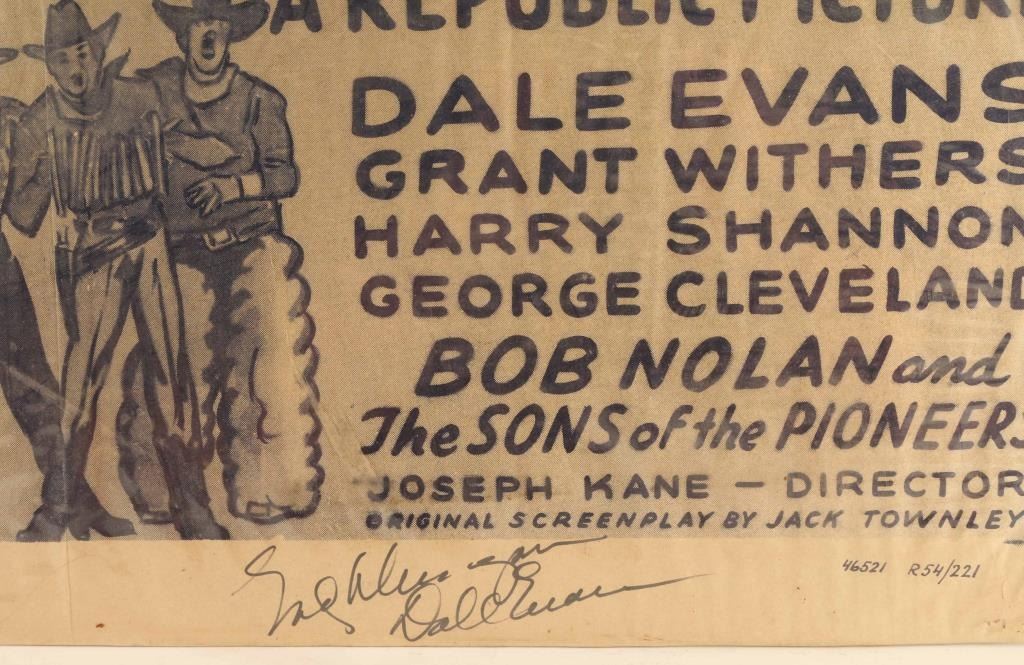 A REPUBLIC PICTUR
DALE EVANS
GRANT WITHERS
HARRY SHANNON
GEORGE CLEVELAND
BOB NOLAN and
The SONS of the PIONEERS
JOSEPH KANE — DIRECTOR
ORIGINAL SCREENPLAY BY JACK TOWNLEY
46521 R54/221
Dale Evans